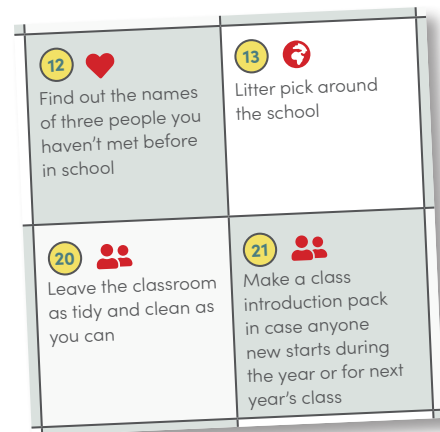 12
Find out the names
of three people you
haven't met before
in school
13
Litter pick around
the school
20
Leave the classroom
as tidy and clean as
you can
21
Make a class
introduction pack
in case anyone
new starts during
the year or for next
year's class